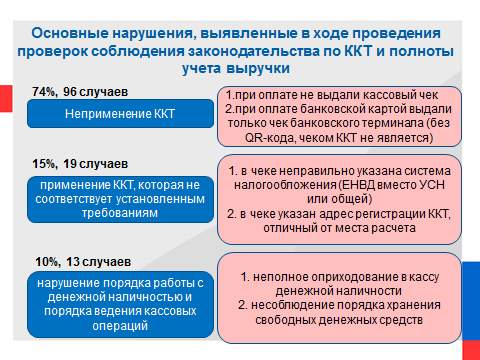 Основные нарушения, выявленные в ходе проведения
проверок соблюдения законодательства по ККТ и полноты
учета выручки
74%, 96 случаев
Неприменение ККТ
1.при оплате не выдали кассовый чек
2.при оплате банковской картой выдали
только чек банковского терминала (без
QR-кода, чеком ККТ не является)
15%, 19 случаев
применение ККТ, которая не
соответствует установленным
требованиям
1. в чеке неправильно указана система
налогообложения (ЕНВД вместо УСН
или общей)
2. в чеке указан адрес регистрации ККТ,
отличный от места расчета
10%, 13 случаев
нарушение порядка работы с
денежной наличностью и
порядка ведения кассовых
операций
1. неполное оприходование в кассу
денежной наличности
2. несоблюдение порядка хранения
свободных денежных средств